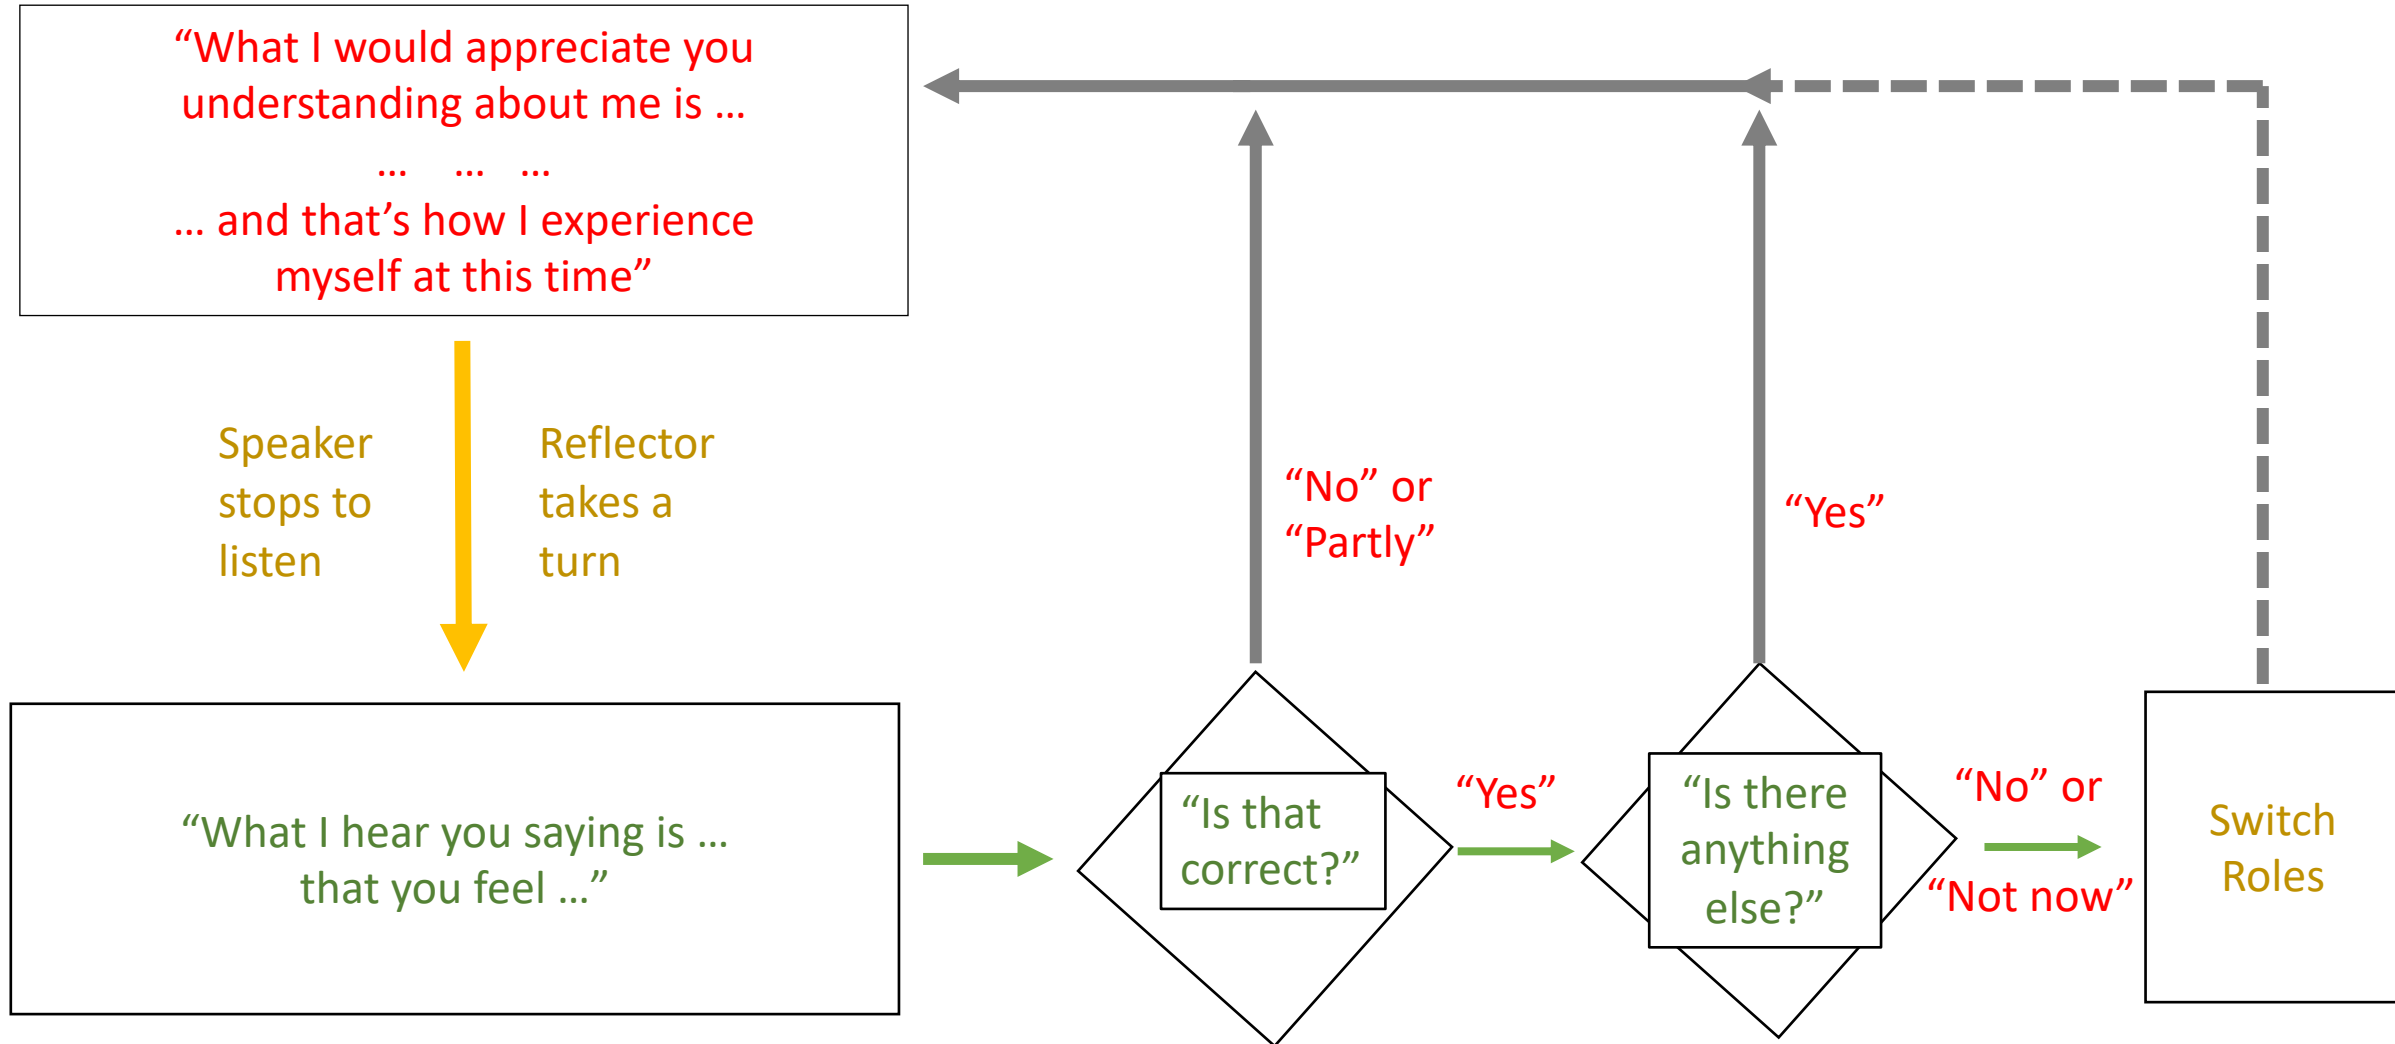 “What I would appreciate you
understanding about me is ...
... ... ...
... and that’s how I experience
myself at this time”
Speaker
stops to
listen
Reflector
takes a
turn
“No” or
“Partly”
“Yes”
“What I hear you saying is ...
that you feel ...”
“Is that
correct?”
“Yes”
“Is there
anything
else?”
“No” or
“Not now”
Switch
Roles